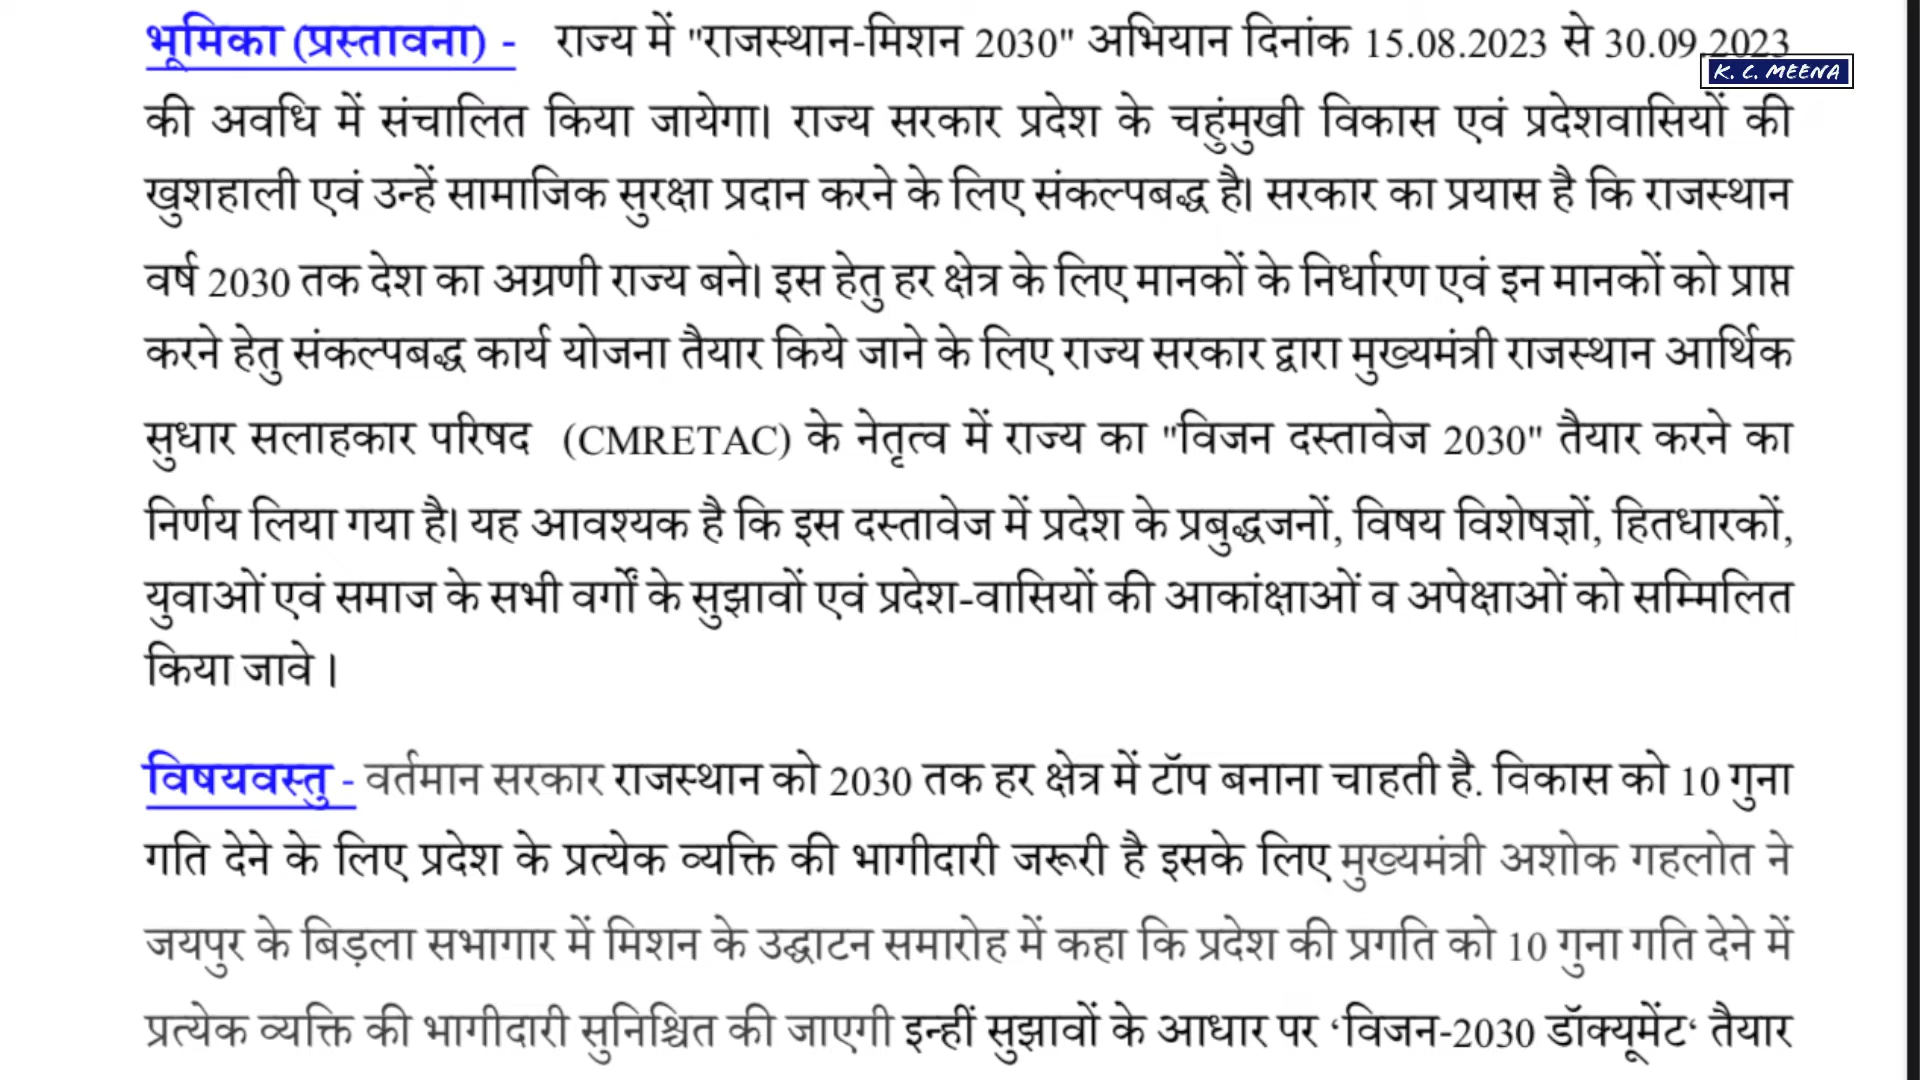 भूमिका (प्रस्तावना) - राज्य में "राजस्थान-मिशन 2030" अभियान दिनांक 15.08.2023 से 30.09.2023
K. C. MEENA
की अवधि में संचालित किया जायेगा। राज्य सरकार प्रदेश के चहुंमुखी विकास एवं प्रदेशवासियों की
खुशहाली एवं उन्हें सामाजिक सुरक्षा प्रदान करने के लिए संकल्पबद्ध है। सरकार का प्रयास है कि राजस्थान
वर्ष 2030 तक देश का अग्रणी राज्य बने। इस हेतु हर क्षेत्र के लिए मानकों के निर्धारण एवं इन मानकों को प्राप्त
करने हेतु संकल्पबद्ध कार्य योजना तैयार किये जाने के लिए राज्य सरकार द्वारा मुख्यमंत्री राजस्थान आर्थिक
सुधार सलाहकार परिषद (CMRETAC) के नेतृत्व में राज्य का "विजन दस्तावेज 2030" तैयार करने का
निर्णय लिया गया है। यह आवश्यक है कि इस दस्तावेज में प्रदेश के प्रबुद्धजनों, विषय विशेषज्ञों, हितधारकों,
युवाओं एवं समाज के सभी वर्गों के सुझावों एवं प्रदेश-वासियों की आकांक्षाओं व अपेक्षाओं को सम्मिलित
किया जावे ।
विषयवस्तु - वर्तमान सरकार राजस्थान को 2030 तक हर क्षेत्र में टॉप बनाना चाहती है. विकास को 10 गुना
गति देने के लिए प्रदेश के प्रत्येक व्यक्ति की भागीदारी जरूरी है इसके लिए मुख्यमंत्री अशोक गहलोत ने
जयपुर के बिड़ला सभागार में मिशन के उद्घाटन समारोह में कहा कि प्रदेश की प्रगति को 10 गुना गति देने में
प्रत्येक व्यक्ति की भागीदारी सुनिश्चित की जाएगी इन्हीं सुझावों के आधार पर ‘विजन-2030 डॉक्यूमेंट‘ तैयार